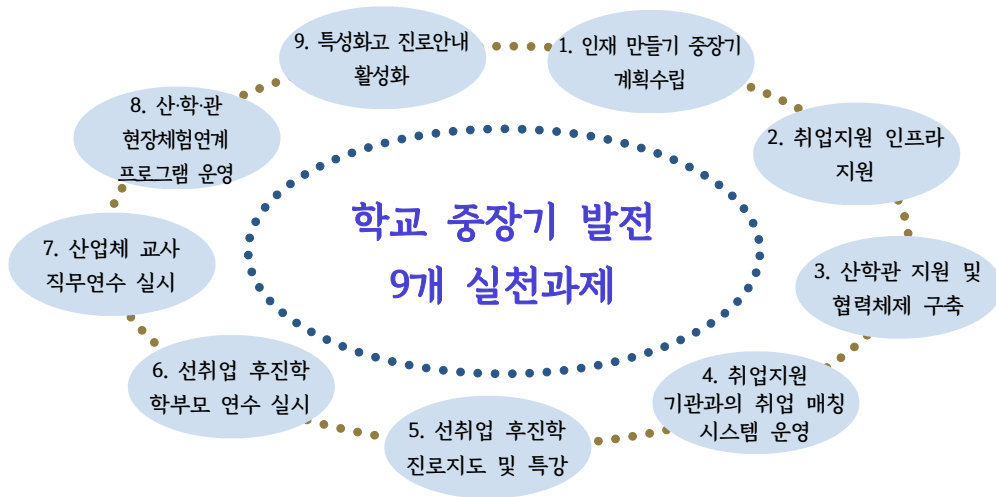 학교 중장기 발전
9개 실천과제
1. 인재 만들기 중장기
계획수립
2. 취업지원 인프라
지원
3. 산학관 지원 및
협력체제 구축
4. 취업지원
기관과의 취업 매칭
시스템 운영
5. 선취업 후진학
진로지도 및 특강
6. 선취업 후진학
학부모 연수 실시
7. 산업체 교사
직무연수 실시
8. 산·학·관
현장체험연계
프로그램 운영
9. 특성화고 진로안내
활성화